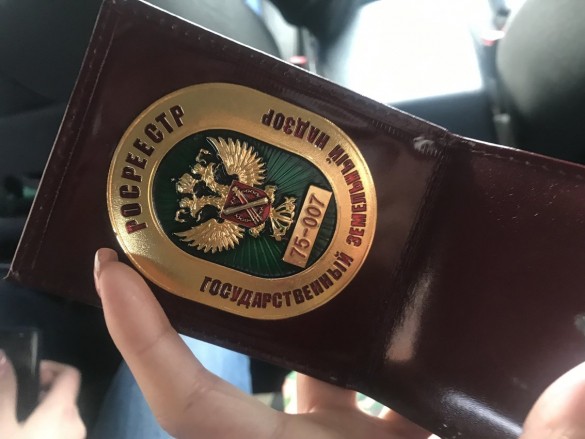 РОСРЕЕСТР
75-007
ГОСУДАРСТВЕННЫЙ ЗЕМЕЛЬНЫЙ НАДЗОР